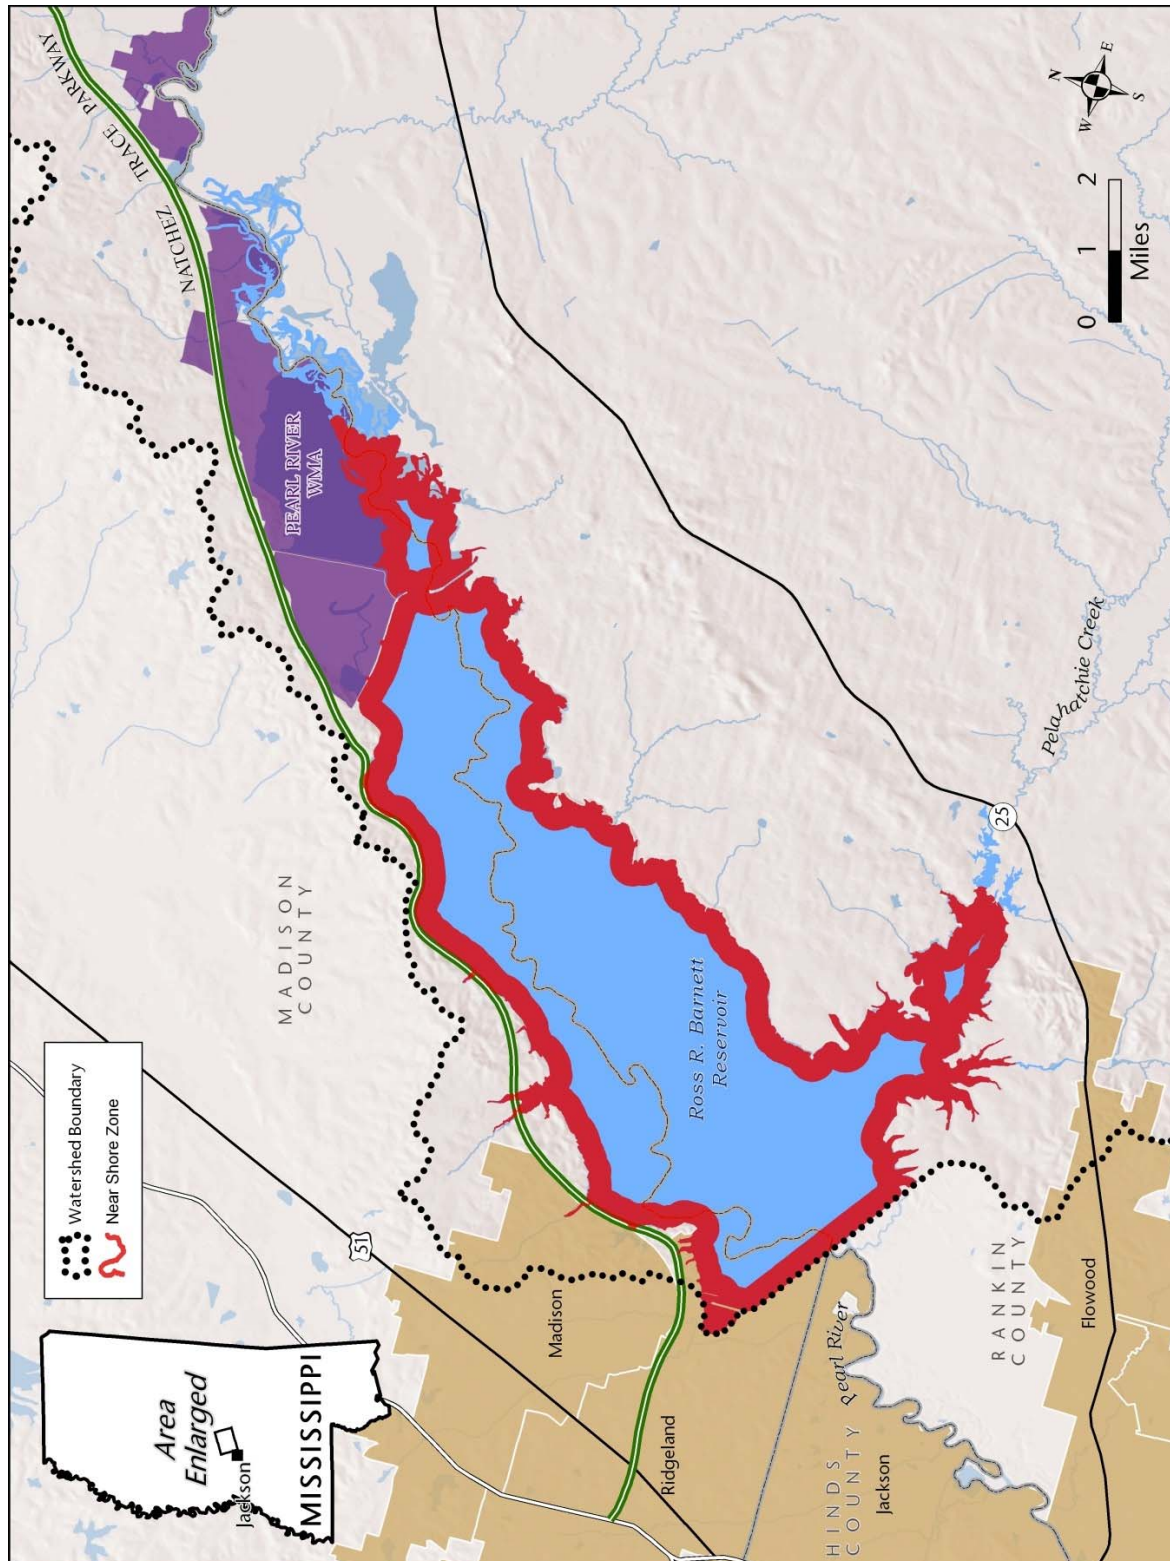 Watershed Boundary
Near Shore Zone
Area
Enlarged
Jackson
MISSISSIPPI
51
MADISON
COUNTY
NATCHEZ TRACE PARKWAY
PEARL RIVER
WMA
Madison
Ridgeland
Ross R. Barnett
Reservoir
HINDS
COUNTY
Jackson
Pearl River
RANKIN
COUNTY
Flowood
25
Pelahatchie Creek
N
E
S
W
0 1 2
Miles